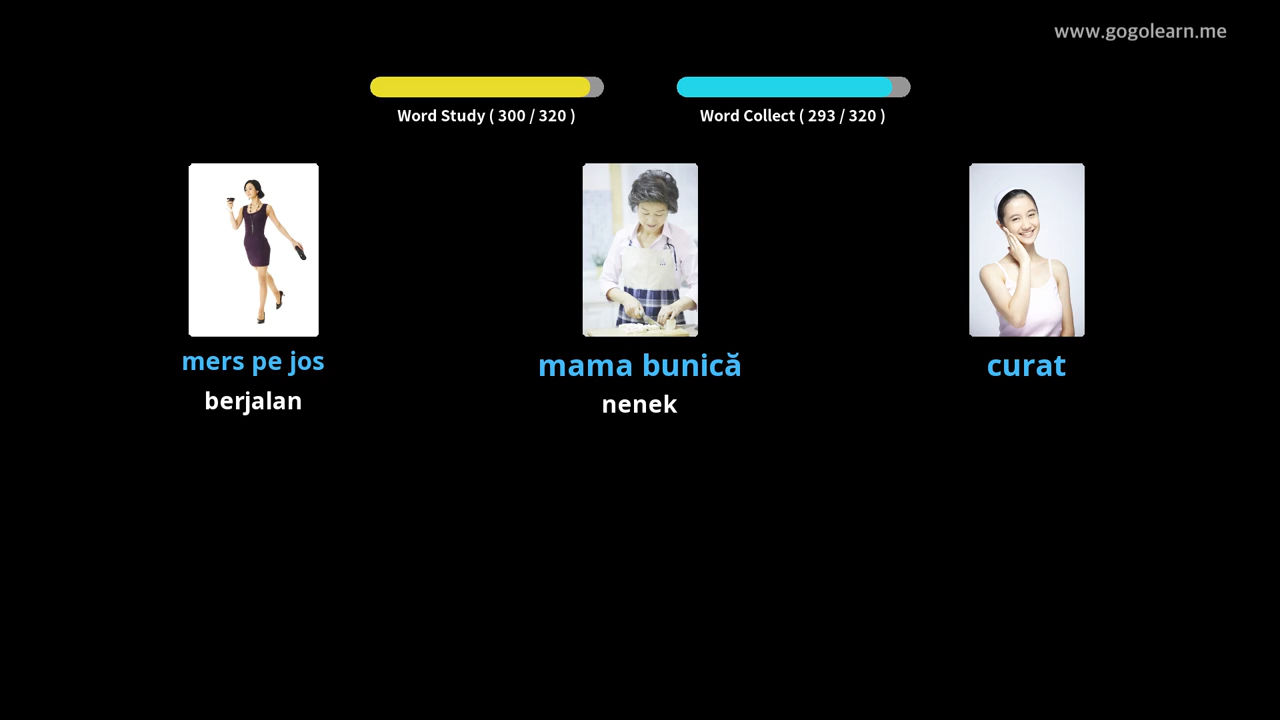 www.gogolearn.me
Word Study ( 300 / 320 )
Word Collect ( 293 / 320 )
mers pe jos
berjalan
mama bunică
nenek
curat